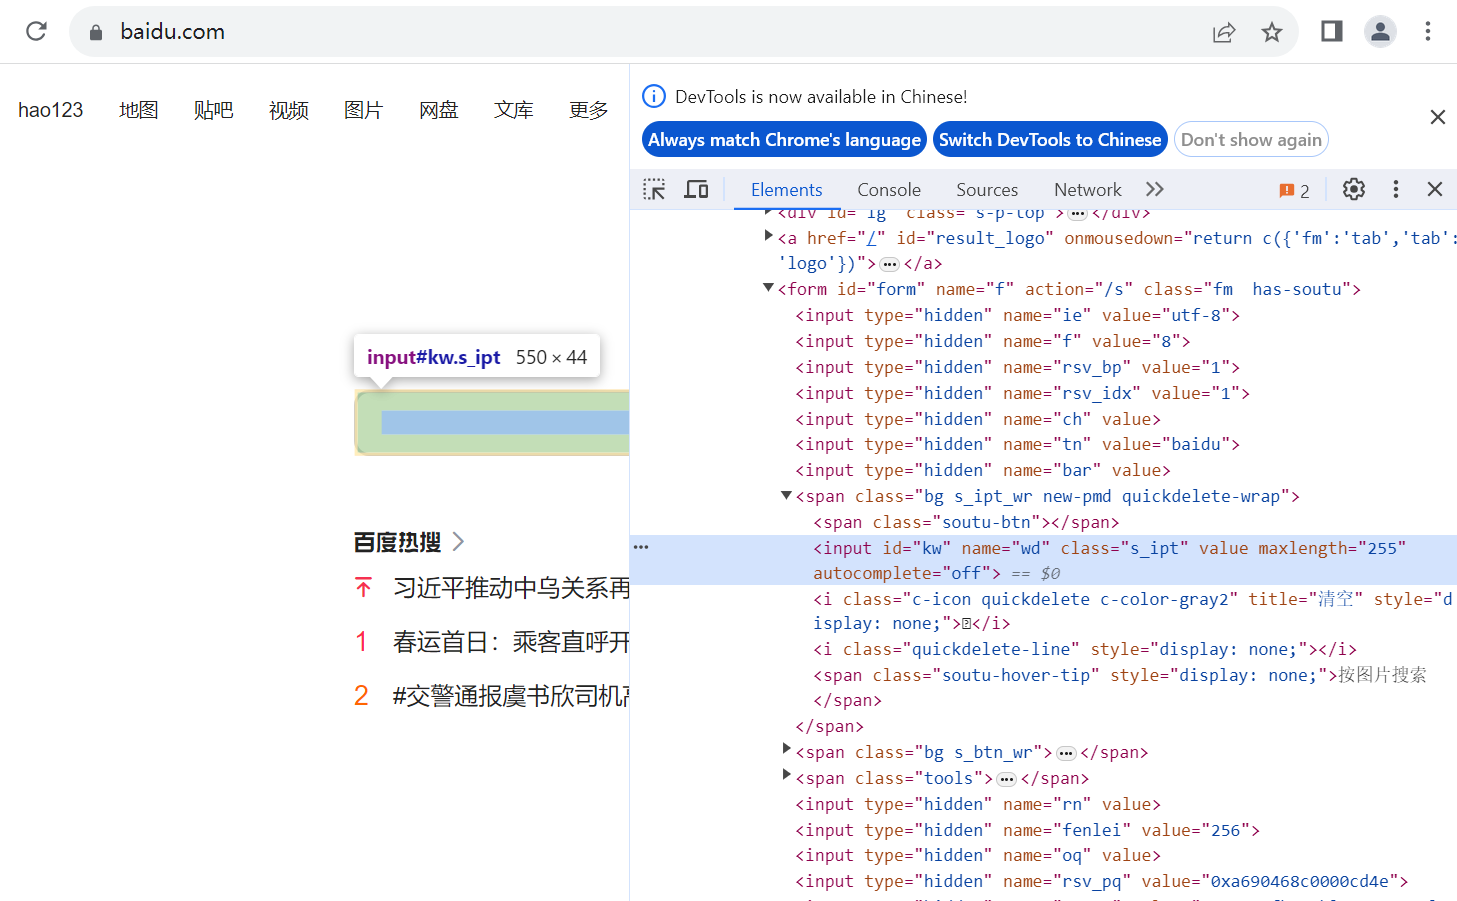 baidu.com
hao123 地图 贴吧 视频 图片 网盘 文库 更多
input#kw.s_ipt 550 × 44
百度热搜
习近平推动中乌关系再
1 春运首日：乘客直呼开
2 #交警通报虞书欣司机
DevTools is now available in Chinese!
Always match Chrome's language Switch DevTools to Chinese Don't show again
Elements Console Sources Network 2
<div id="lg" class="s-p-top">…</div>
<a href="/" id="result_logo" onmousedown="return c({'fm':'tab','tab':
'logo'})">…</a>
<form id="form" name="f" action="/s" class="fm  has-soutu">
<input type="hidden" name="ie" value="utf-8">
<input type="hidden" name="f" value="8">
<input type="hidden" name="rsv_bp" value="1">
<input type="hidden" name="rsv_idx" value="1">
<input type="hidden" name="ch" value>
<input type="hidden" name="tn" value="baidu">
<input type="hidden" name="bar" value>
<span class="bg s_ipt_wr new-pmd quickdelete-wrap">
<span class="soutu-btn"></span>
… <input id="kw" name="wd" class="s_ipt" value maxlength="255"
autocomplete="off"> == $0
<i class="c-icon quickdelete c-color-gray2" title="清空" style="d
isplay: none;"></i>
<i class="quickdelete-line" style="display: none;"></i>
<span class="soutu-hover-tip" style="display: none;">按图片搜索
</span>
</span>
<span class="bg s_btn_wr">…</span>
<span class="tools">…</span>
<input type="hidden" name="rn" value>
<input type="hidden" name="fenlei" value="256">
<input type="hidden" name="oq" value>
<input type="hidden" name="rsv_pq" value="0xa690468c0000cd4e">